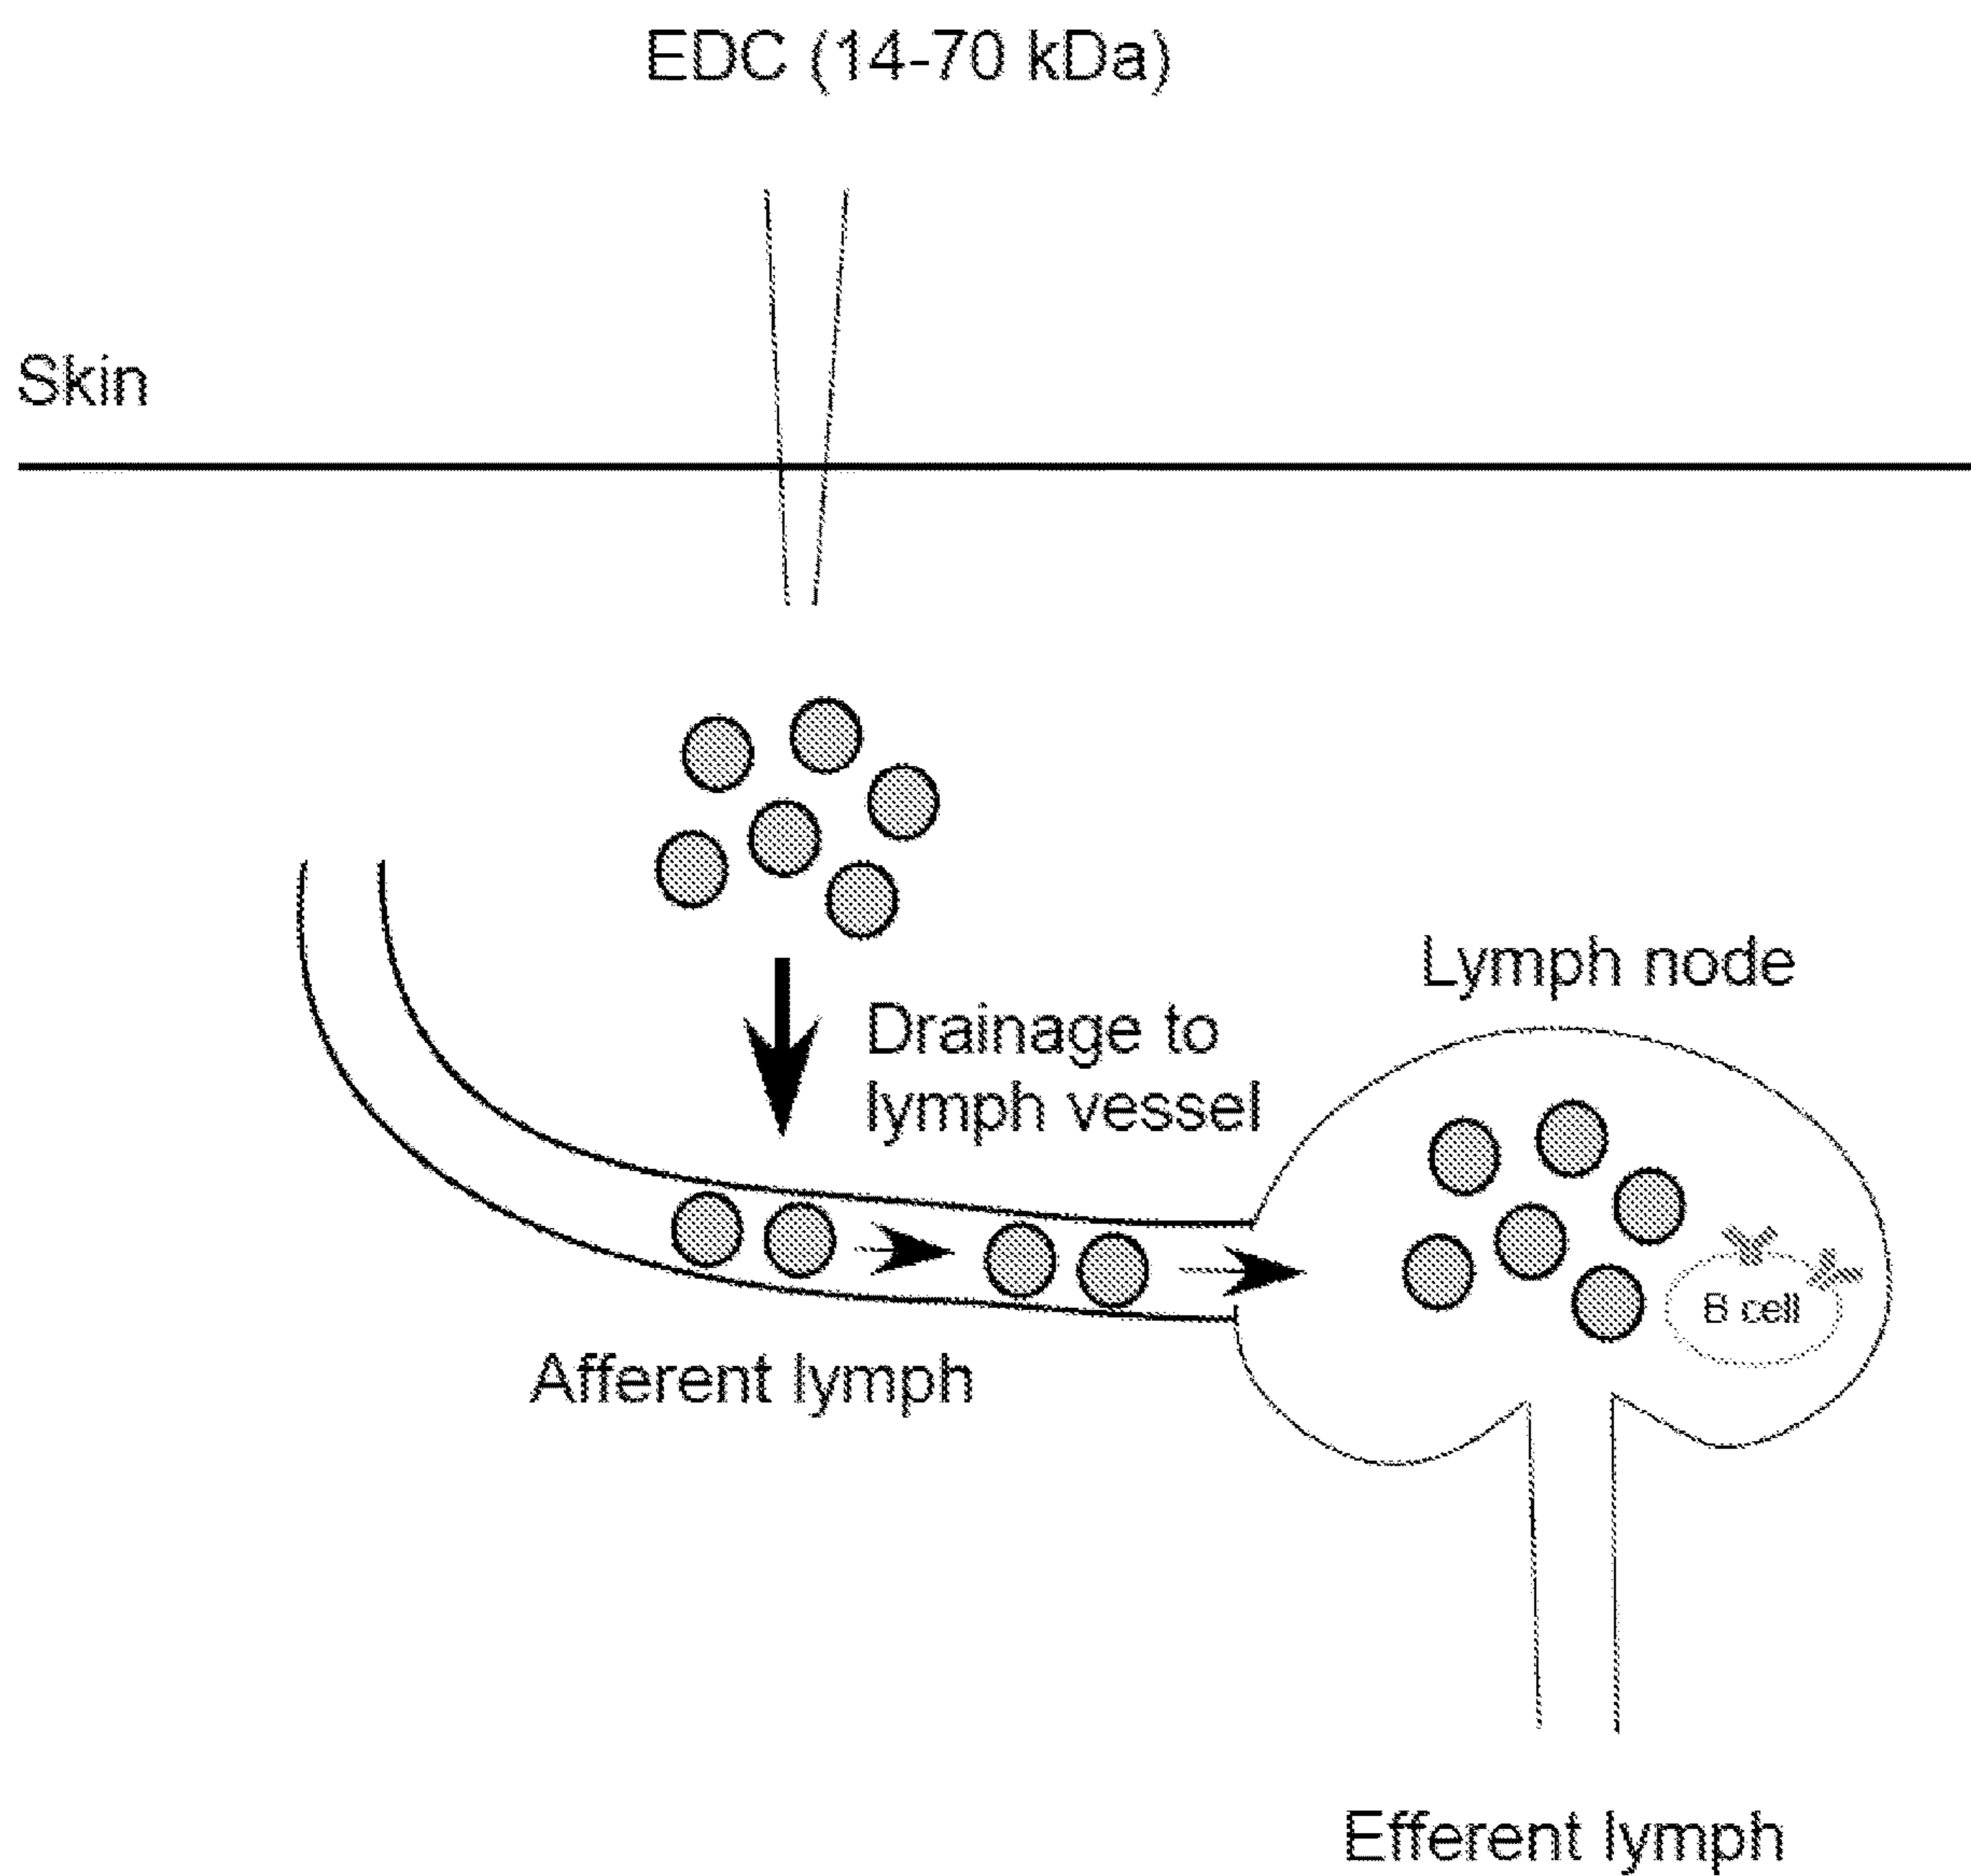 EDC (14-70 kDa)
Skin
Lymph node
Drainage to
lymph vessel
B cell
Afferent lymph
Efferent lymph